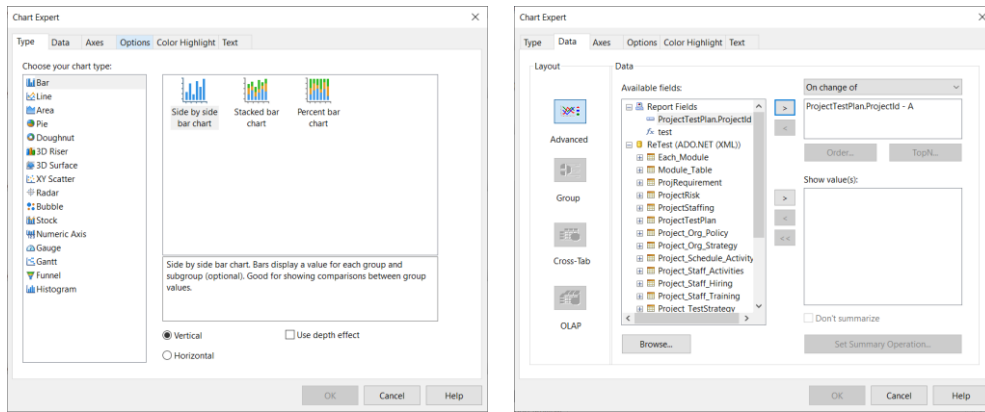 Chart Expert
Type Data Axes Options Color Highlight Text
Choose your chart type:
Bar
Line
Area
Pie
Doughnut
3D Riser
3D Surface
XY Scatter
Radar
Bubble
Stock
Numeric Axis
Gauge
Gantt
Funnel
Histogram
Side by side
bar chart
Stacked bar
chart
Percent bar
chart
Side by side bar chart. Bars display a value for each group and
subgroup (optional). Good for showing comparisons between group
values.
Vertical
Use depth effect
Horizontal
OK Cancel Help
Chart Expert
Type Data Axes Options Color Highlight Text
Layout
Advanced
Group
Cross-Tab
OLAP
Data
Available fields:
Report Fields
ProjectTestPlan.ProjectId
fx test
ReTest (ADO.NET (XML))
Each_Module
Module_Table
ProjRequirement
ProjectRisk
ProjectStaffing
ProjectTestPlan
Project_Org_Policy
Project_Org_Strategy
Project_Schedule_Activity
Project_Staff_Activities
Project_Staff_Hiring
Project_Staff_Training
Project_TestStrategy
Browse...
>
<
>
<
<<
On change of
ProjectTestPlan.ProjectId - A
Order... TopN...
Show value(s):
Don't summarize
Set Summary Operation...
OK Cancel Help